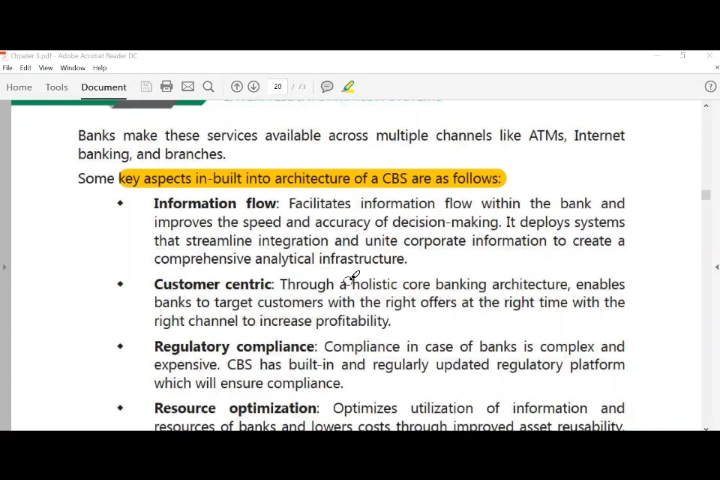 Chpater 5.pdf - Adobe Acrobat Reader DC
File Edit View Window Help
Home Tools Document 20 / 73
Banks make these services available across multiple channels like ATMs, Internet
banking, and branches.
Some key aspects in-built into architecture of a CBS are as follows:
Information flow: Facilitates information flow within the bank and
improves the speed and accuracy of decision-making. It deploys systems
that streamline integration and unite corporate information to create a
comprehensive analytical infrastructure.
Customer centric: Through a holistic core banking architecture, enables
banks to target customers with the right offers at the right time with the
right channel to increase profitability.
Regulatory compliance: Compliance in case of banks is complex and
expensive. CBS has built-in and regularly updated regulatory platform
which will ensure compliance.
Resource optimization: Optimizes utilization of information and
resources of banks and lowers costs through improved asset reusability,